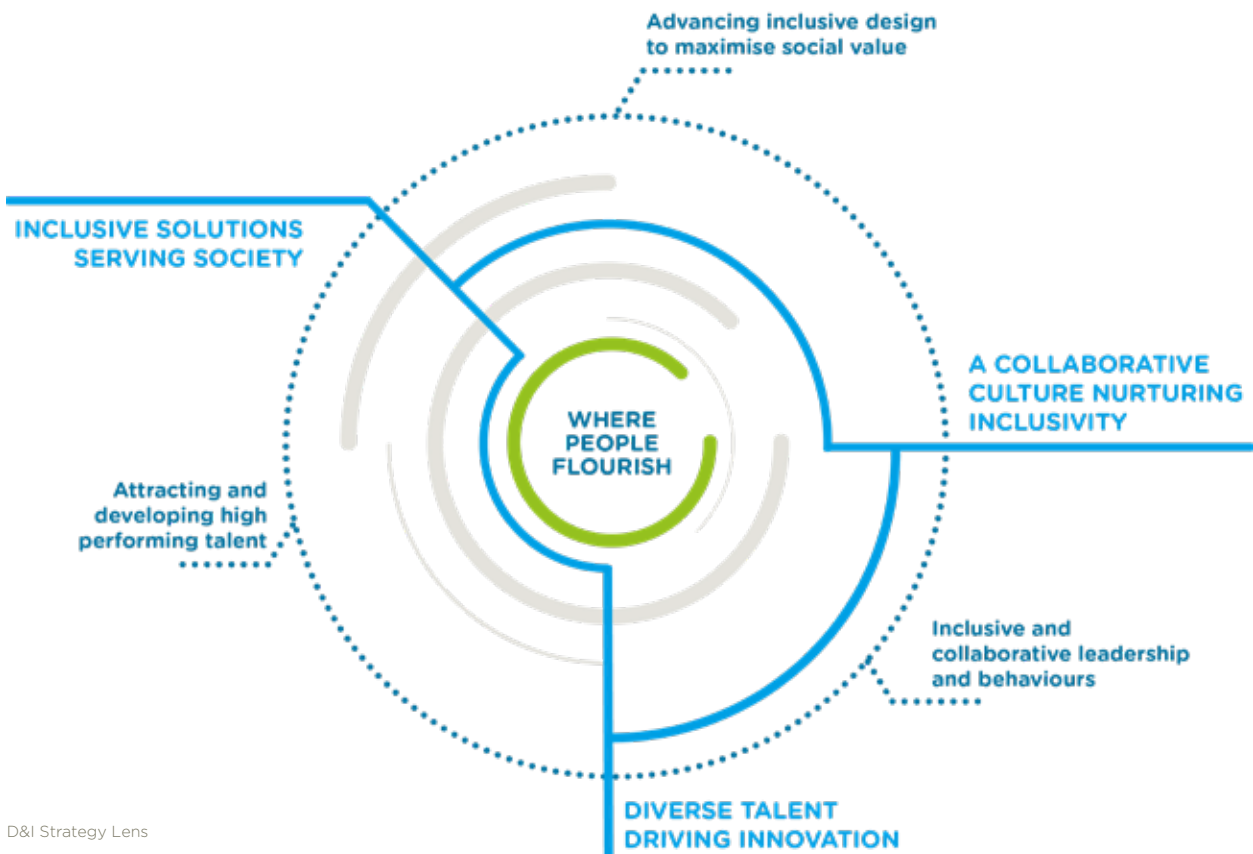 Advancing inclusive design
to maximise social value
INCLUSIVE SOLUTIONS
SERVING SOCIETY
A COLLABORATIVE
CULTURE NURTURING
INCLUSIVITY
WHERE
PEOPLE
FLOURISH
Attracting and
developing high
performing talent
Inclusive and
collaborative leadership
and behaviours
DIVERSE TALENT
DRIVING INNOVATION
D&I Strategy Lens